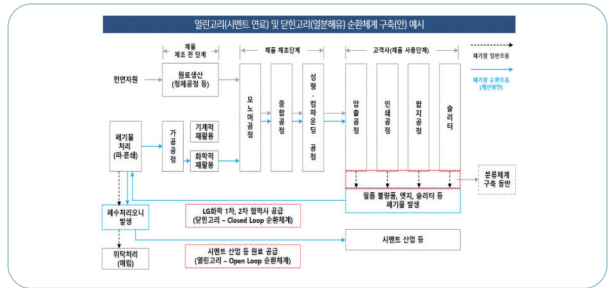 열린고리(시멘트 연료) 및 닫힌고리(열분해유) 순환체계 구축(안) 예시
제품
제조 전 단계
제품 제조단계
고객사(제품 사용단계)
폐기물 일반흐름
폐기물 순환흐름
(개선방안)
천연자원
원료생산
(정제공정 등)
모노머공정
중합공정
성형·컴파운딩 공정
압출공정
인쇄공정
합지공정
슬리터
폐기물
처리
(파·분쇄)
가공공정
기계적
재활용
화학적
재활용
분류체계
구축 동반
필름 불량품, 엣지, 슬리터 등
폐기물 발생
폐수처리오니
발생
LG화학 1차, 2차 협력사 공급
(닫힌고리 – Closed Loop 순환체계)
시멘트 산업 등
위탁처리
(매립)
시멘트 산업 등 원료 공급
(열린고리 – Open Loop 순환체계)